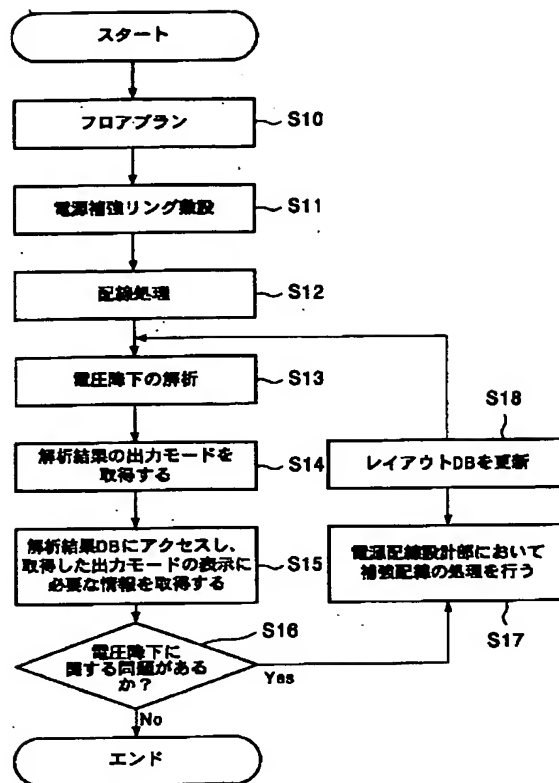 スタート
フロアプラン
S10
電源補強リング敷設
S11
配線処理
S12
電圧降下の解析
S13
S18
解析結果の出力モードを
取得する
S14
レイアウトDBを更新
解析結果DBにアクセスし、
取得した出力モードの表示に
必要な情報を取得する
S15
電源配線設計部において
補強配線の処理を行う
S17
S16
電圧降下に
関する問題がある
か？
Yes
No
エンド